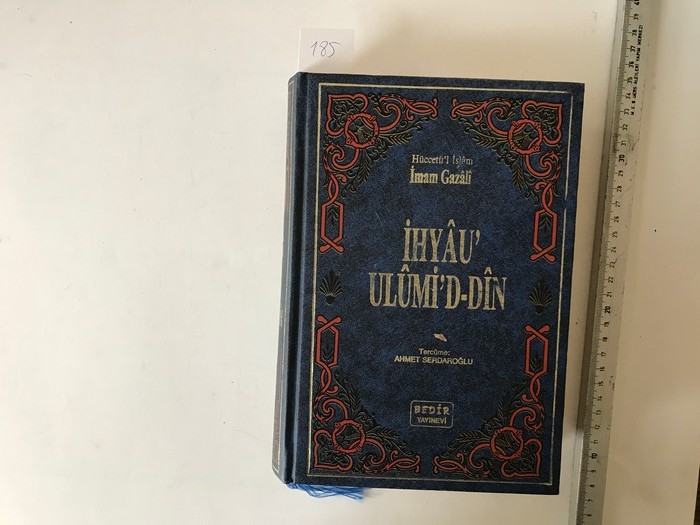 185
Hüccetü'l İslâm
İmam Gazâlî
İHYÂU'
ULÛMİ'D-DÎN
Tercüme:
AHMET SERDAROĞLU
BEDİR
YAYINEVİ